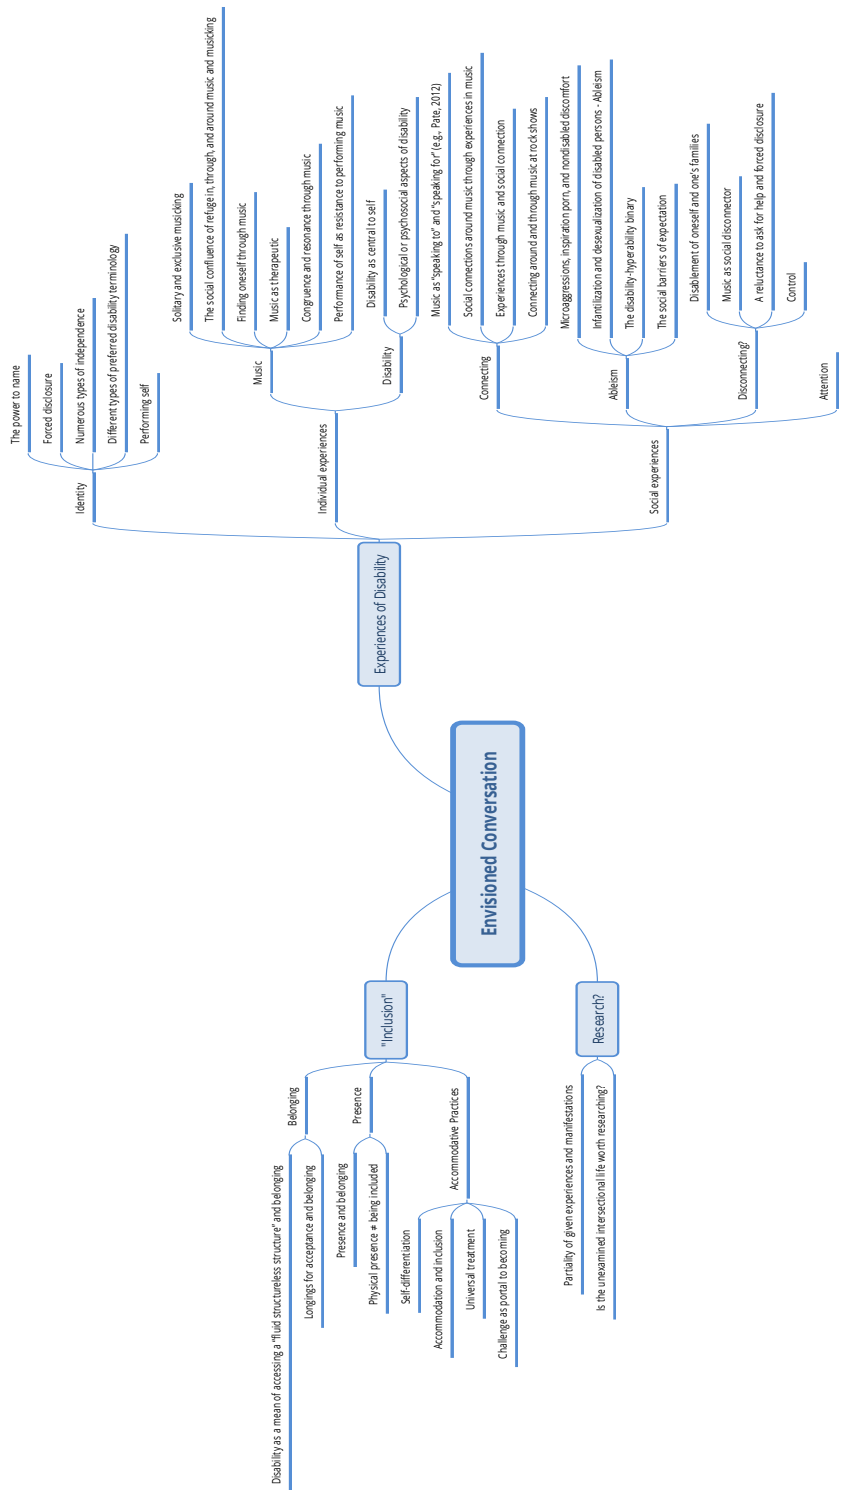 Envisioned Conversation
Experiences of Disability
Identity
The power to name
Forced disclosure
Numerous types of independence
Different types of preferred disability terminology
Performing self
Individual experiences
Music
Solitary and exclusive musicking
The social confluence of refuge in, through, and around music and musicking
Finding oneself through music
Music as therapeutic
Congruence and resonance through music
Performance of self as resistance to performing music
Disability
Disability as central to self
Psychological or psychosocial aspects of disability
Social experiences
Connecting
Music as "speaking to" and "speaking for" (e.g., Pate, 2012)
Social connections around music through experiences in music
Experiences through music and social connection
Connecting around and through music at rock shows
Ableism
Microaggressions, inspiration porn, and nondisabled discomfort
Infantilization and desexualization of disabled persons - Ableism
The disability-hyperability binary
The social barriers of expectation
Disconnecting?
Disablement of oneself and one's families
Music as social disconnector
A reluctance to ask for help and forced disclosure
Control
Attention
"Inclusion"
Belonging
Disability as a mean of accessing a "fluid structureless structure" and belonging
Longings for acceptance and belonging
Presence
Presence and belonging
Physical presence ≠ being included
Accommodative Practices
Self-differentiation
Accommodation and inclusion
Universal treatment
Challenge as portal to becoming
Research?
Partiality of given experiences and manifestations
Is the unexamined intersectional life worth researching?